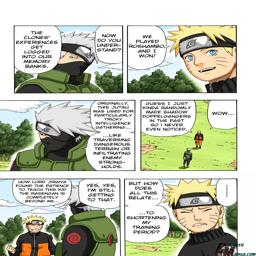 WE
PLAYED
ROSHAMBO,
AND I
WON!
NOW DO
YOU
UNDER-
STAND?
THE
CLONES'
EXPERIENCES
GET
LOGGED
INTO OUR
MEMORY
BANKS.
WOW...
GUESS I JUST
KINDA RANDOMLY
MADE SHADOW
DOPPELGANGERS
IN THE PAST
SO I NEVER
EVEN NOTICED.
ORIGINALLY,
THIS JUTSU
WAS USED FOR
PARTICULARLY
TRICKY
INTELLIGENCE
GATHERING...
...LIKE
TRAVERSING
DANGEROUS
TERRAIN OR
INFILTRATING
ENEMY
STRONG-
HOLDS.
BUT HOW
DOES ALL
THIS
RELATE...
...TO
SHORTENING
MY
TRAINING
PERIOD?
YES, YES,
I'M STILL
GETTING
TO THAT.
HOW LORD JIRAIYA
FOUND THE PATIENCE
TO TEACH THIS KID
THE RASENGAN IS
COMPLETELY
BEYOND ME.